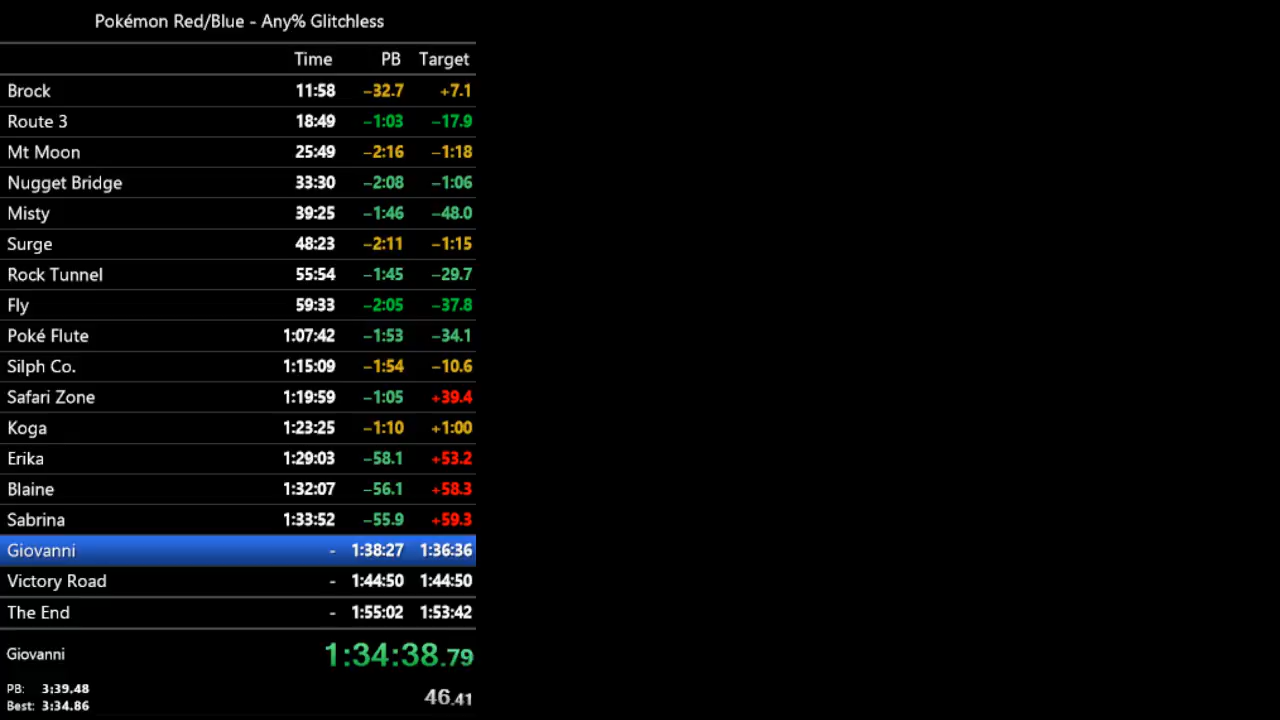 Pokémon Red/Blue - Any% Glitchless
Time PB Target
Brock 11:58 −32.7 +7.1
Route 3 18:49 −1:03 −17.9
Mt Moon 25:49 −2:16 −1:18
Nugget Bridge 33:30 −2:08 −1:06
Misty 39:25 −1:46 −48.0
Surge 48:23 −2:11 −1:15
Rock Tunnel 55:54 −1:45 −29.7
Fly 59:33 −2:05 −37.8
Poké Flute 1:07:42 −1:53 −34.1
Silph Co. 1:15:09 −1:54 −10.6
Safari Zone 1:19:59 −1:05 +39.4
Koga 1:23:25 −1:10 +1:00
Erika 1:29:03 −58.1 +53.2
Blaine 1:32:07 −56.1 +58.3
Sabrina 1:33:52 −55.9 +59.3
Giovanni - 1:38:27 1:36:36
Victory Road - 1:44:50 1:44:50
The End - 1:55:02 1:53:42
Giovanni 1:34:38.79
PB: 3:39.48
Best: 3:34.86
46.41